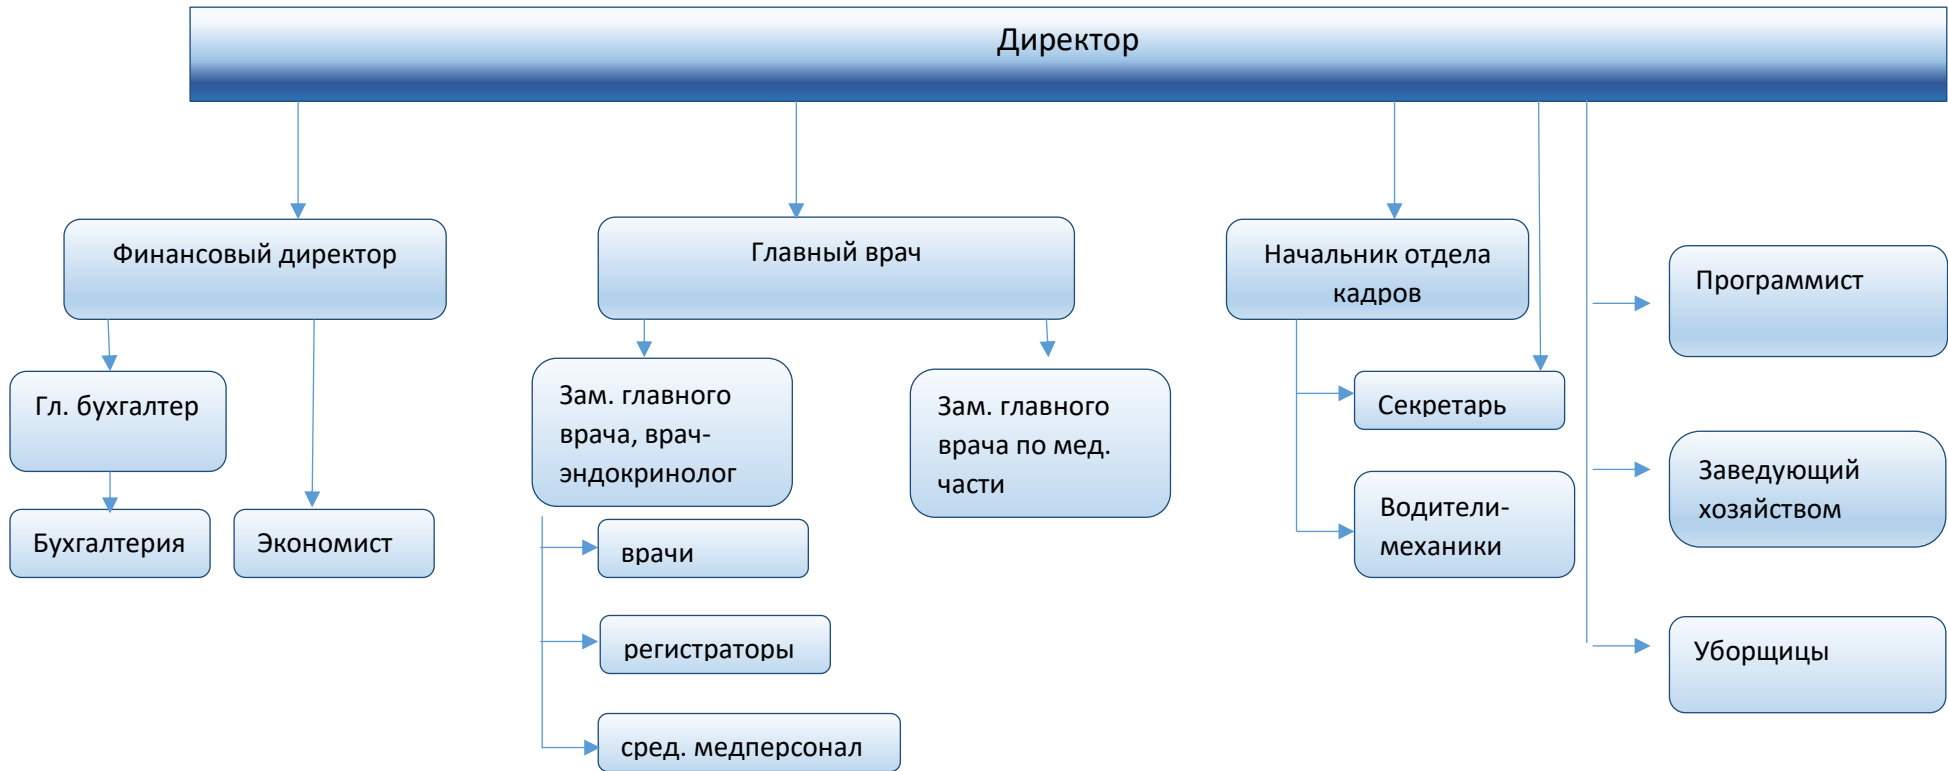 Директор
Финансовый директор
Главный врач
Начальник отдела
кадров
Программист
Гл. бухгалтер
Зам. главного
врача, врач-
эндокринолог
Зам. главного
врача по мед.
части
Секретарь
Заведующий
хозяйством
Бухгалтерия
Экономист
врачи
Водители-
механики
регистраторы
Уборщицы
сред. медперсонал